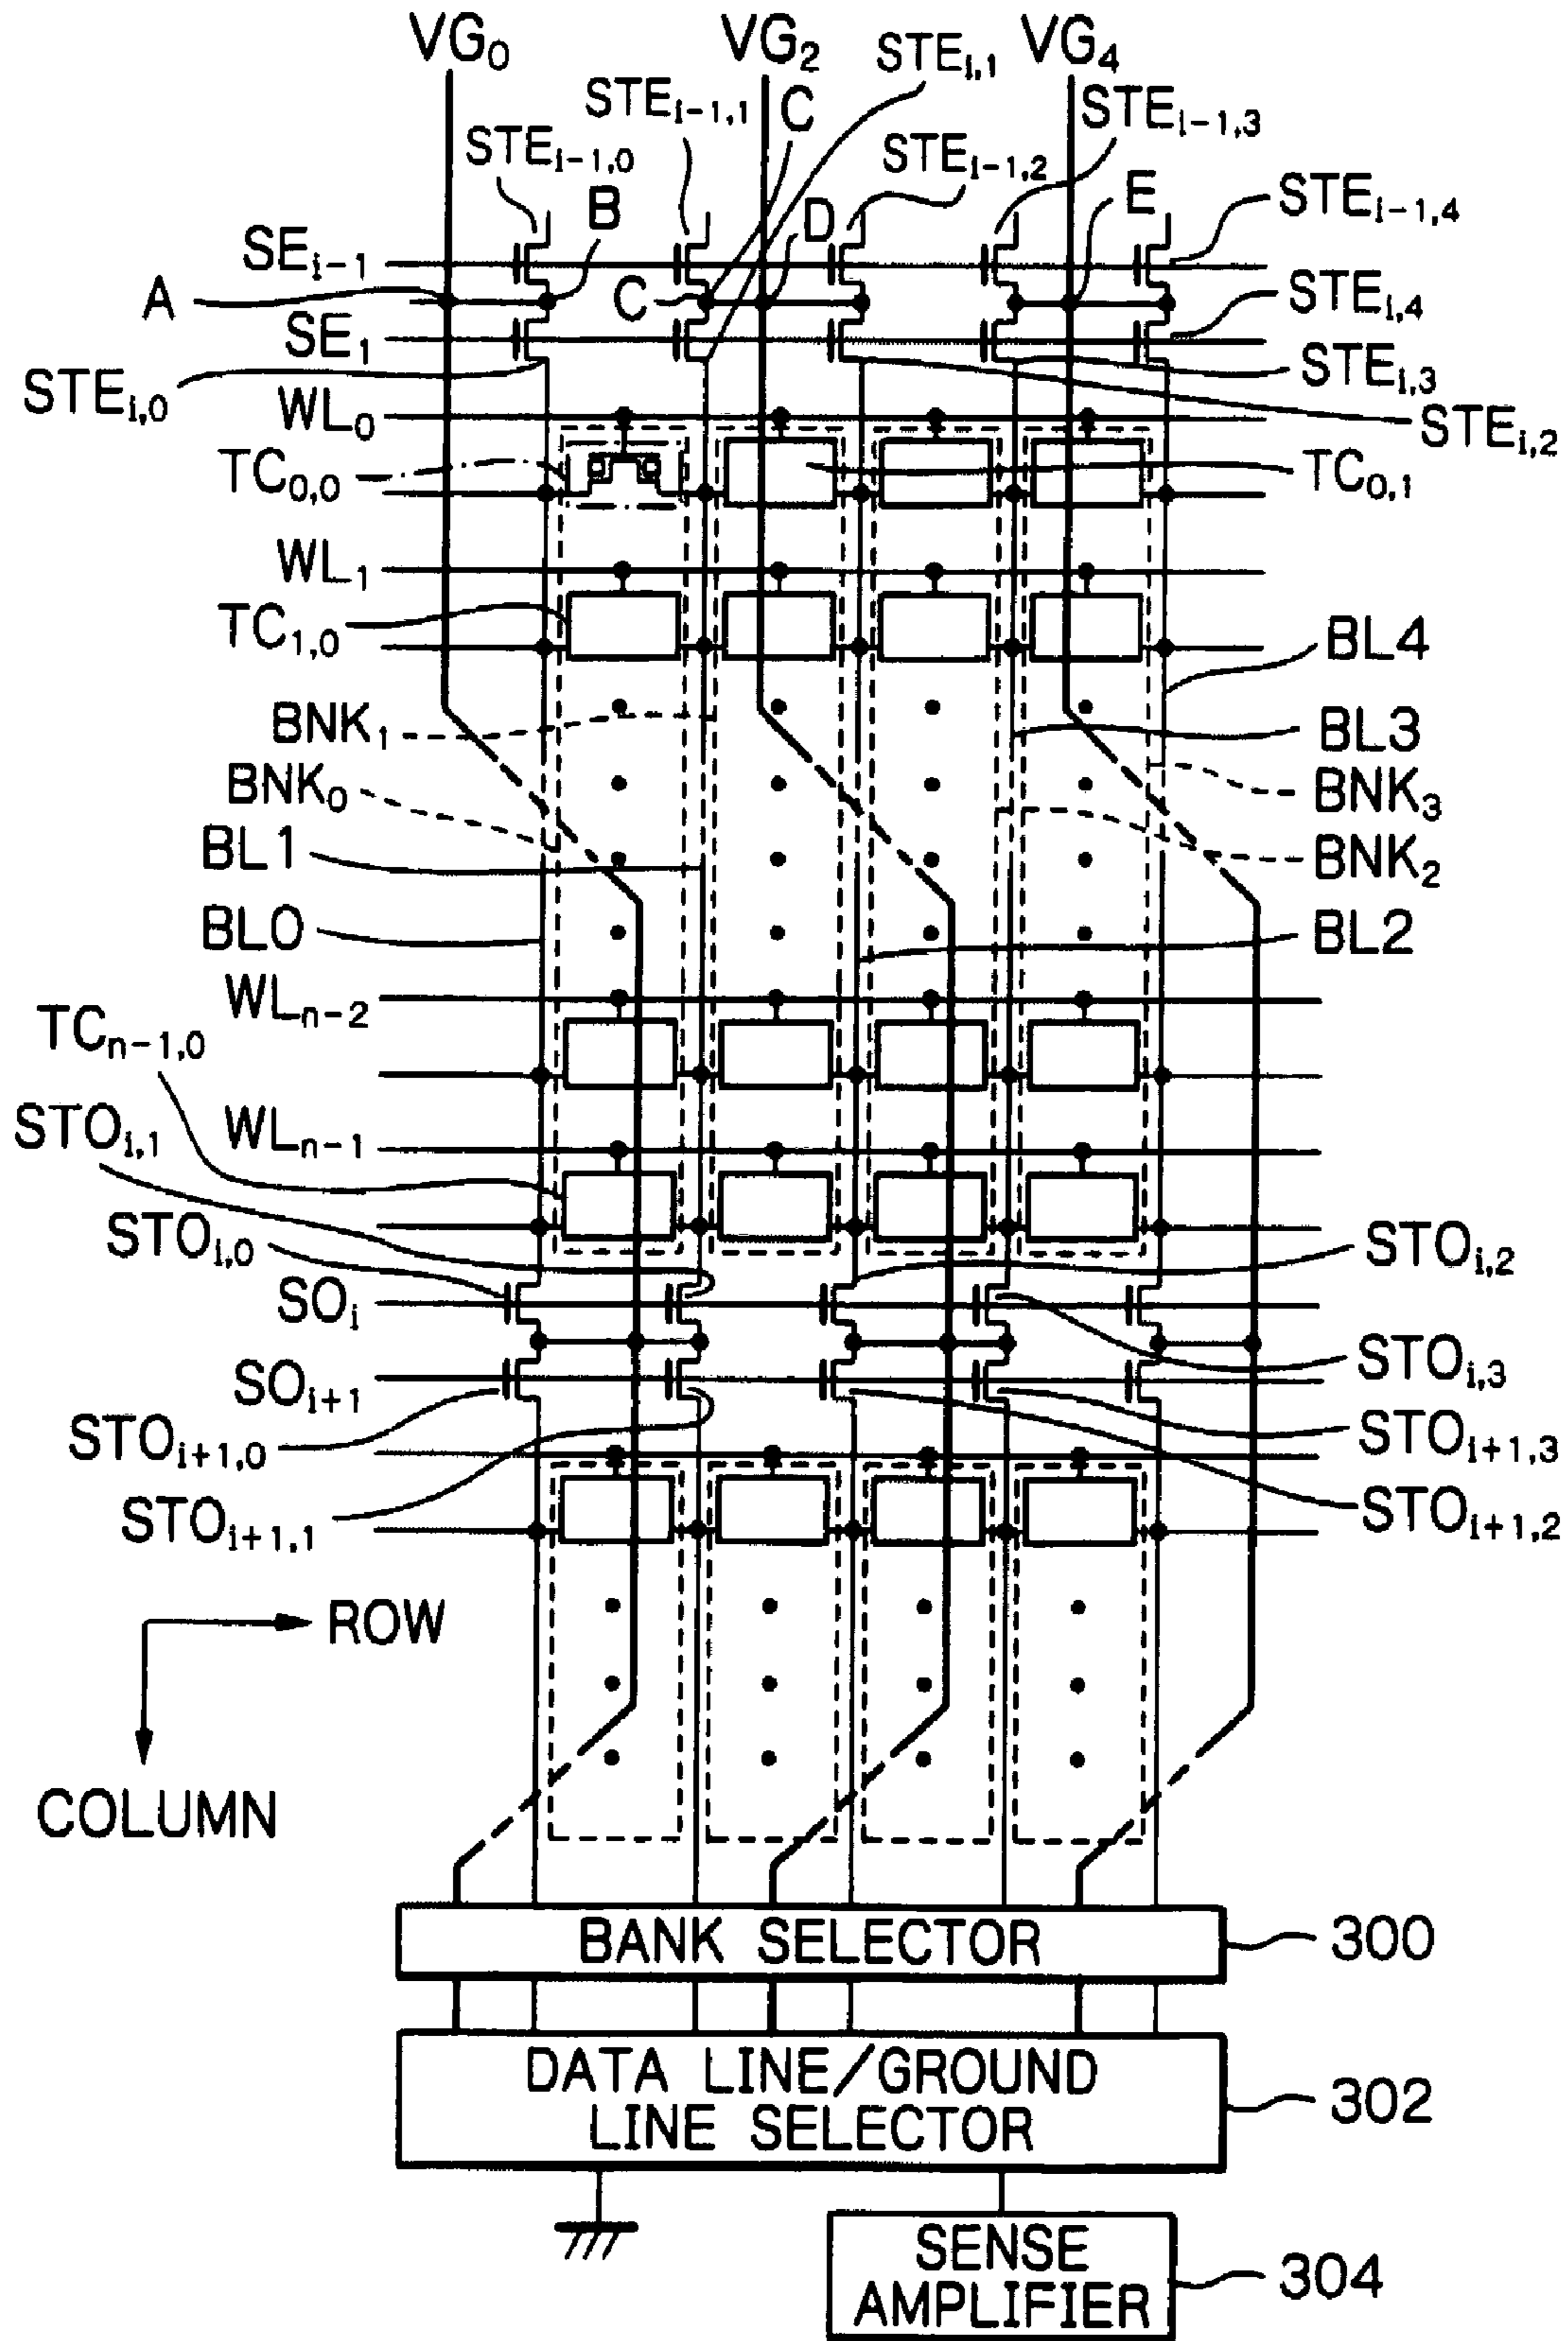 VG₀ VG₂ VG₄
STEᵢ,₁
STEᵢ₋₁,₁ C STEᵢ₋₁,₃
STEᵢ₋₁,₀ STEᵢ₋₁,₂
B D E STEᵢ₋₁,₄
SEᵢ₋₁
A C STEᵢ,₄
SE₁
STEᵢ,₀ STEᵢ,₃
WL₀ STEᵢ,₂
TC₀,₀ TC₀,₁
WL₁
TC₁,₀ BL4
BNK₁ BL3
BNK₀ BNK₃
BL1 BNK₂
BL0 BL2
WLₙ₋₂
TCₙ₋₁,₀
STOᵢ,₁ WLₙ₋₁
STOᵢ,₀ STOᵢ,₂
SOᵢ
STOᵢ,₃
SOᵢ₊₁
STOᵢ₊₁,₀ STOᵢ₊₁,₃
STOᵢ₊₁,₁ STOᵢ₊₁,₂
ROW
COLUMN
BANK SELECTOR 300
DATA LINE/GROUND
LINE SELECTOR 302
SENSE
AMPLIFIER 304